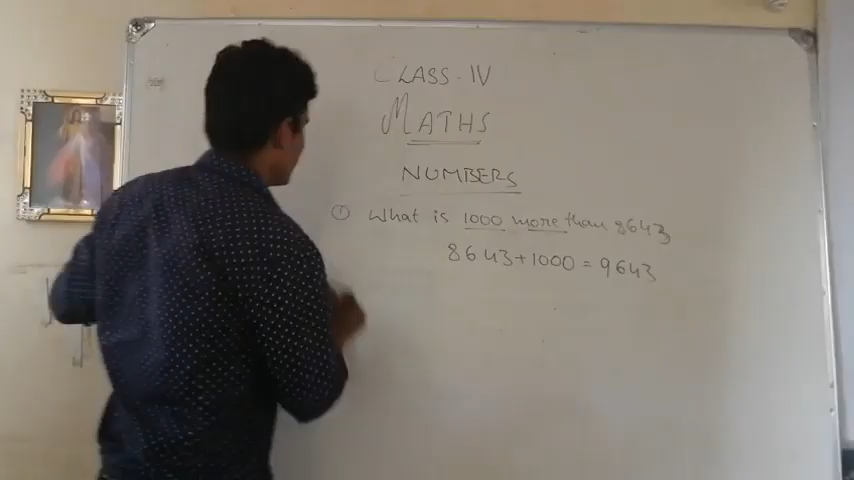 CLASS - IV
MATHS
NUMBERS
① What is 1000 more than 8643
8643+1000 = 9643